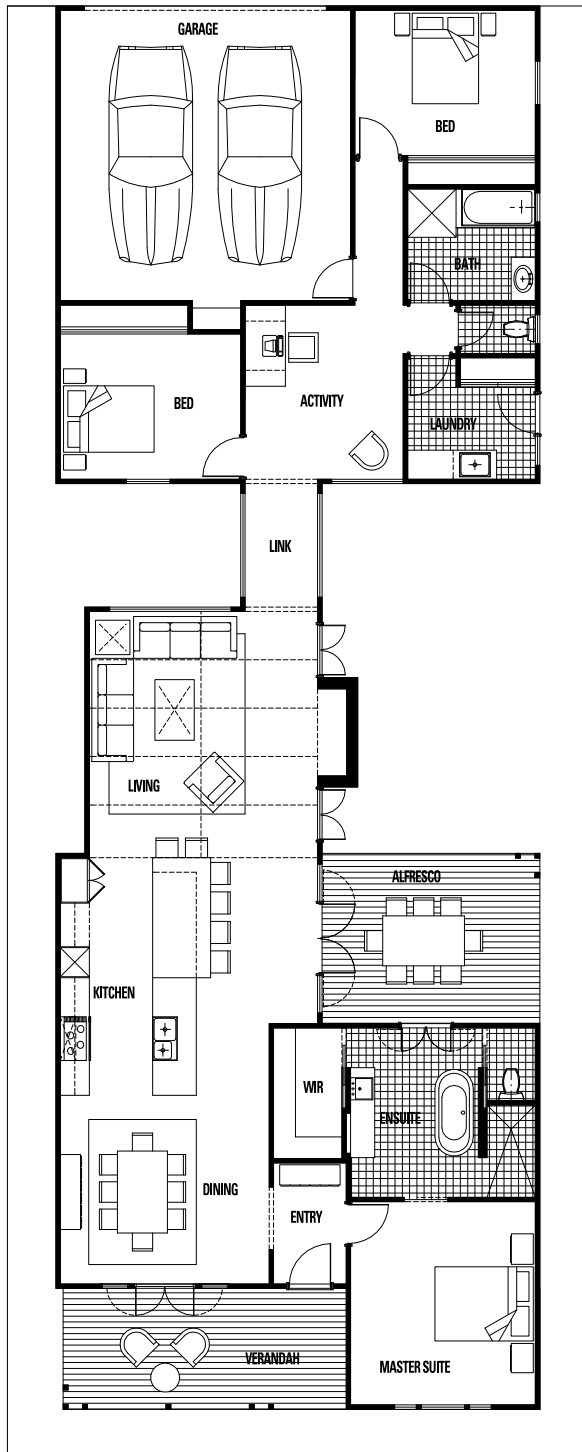 GARAGE
BED
BATH
BED
ACTIVITY
LAUNDRY
LINK
LIVING
ALFRESCO
KITCHEN
WIR
ENSUITE
DINING
ENTRY
VERANDAH
MASTER SUITE